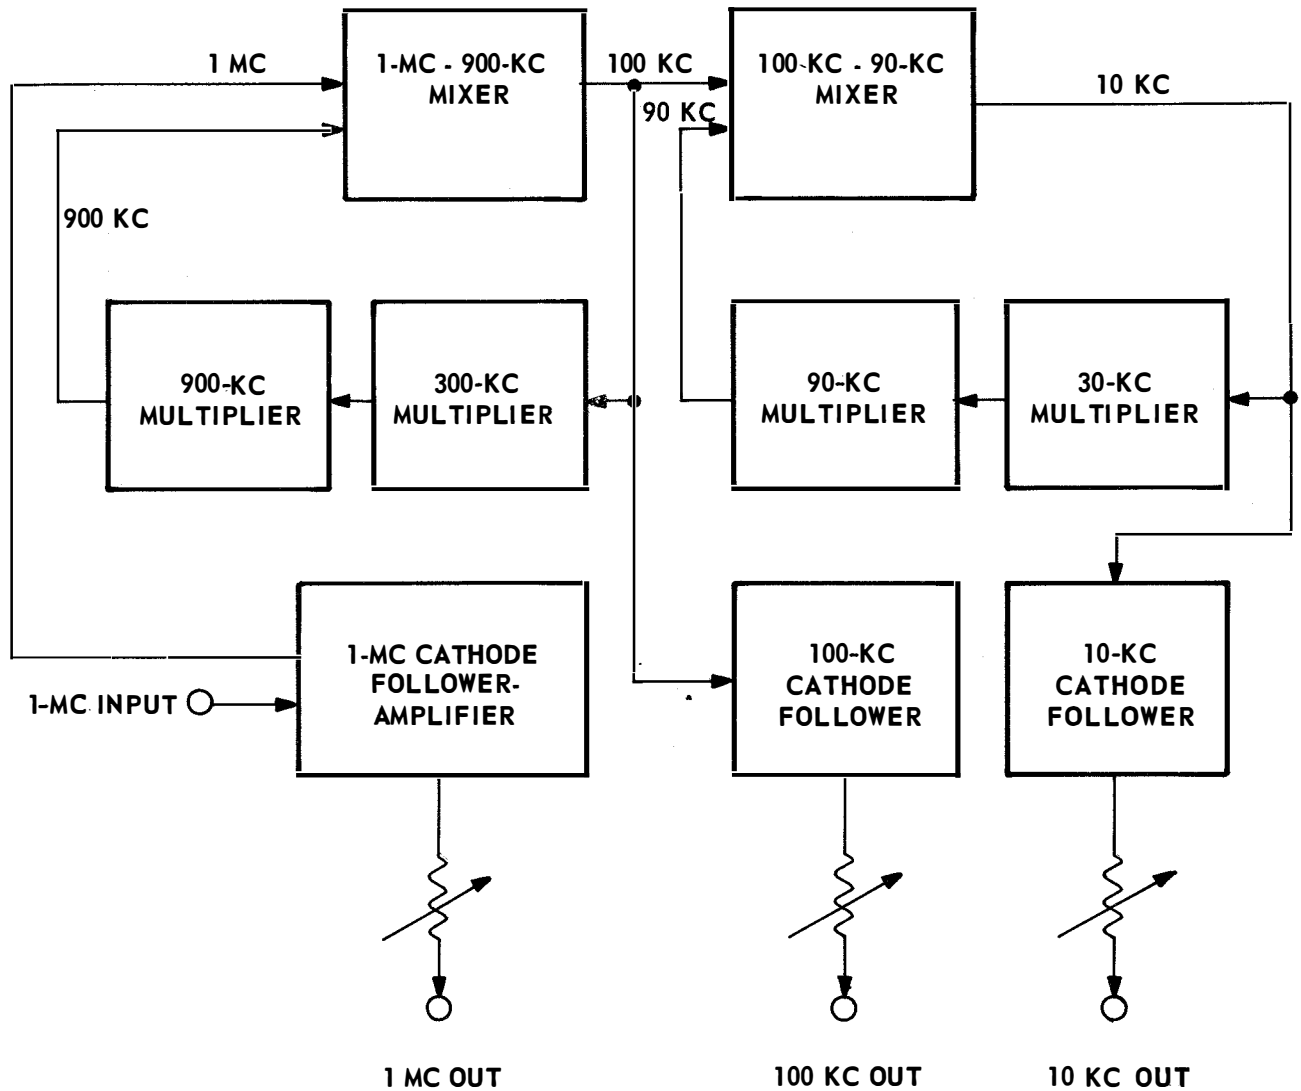 1 MC
1-MC - 900-KC
MIXER
100 KC
100-KC - 90-KC
MIXER
10 KC
90 KC
900 KC
900-KC
MULTIPLIER
300-KC
MULTIPLIER
90-KC
MULTIPLIER
30-KC
MULTIPLIER
1-MC CATHODE
FOLLOWER-
AMPLIFIER
1-MC INPUT
100-KC
CATHODE
FOLLOWER
10-KC
CATHODE
FOLLOWER
1 MC OUT
100 KC OUT
10 KC OUT